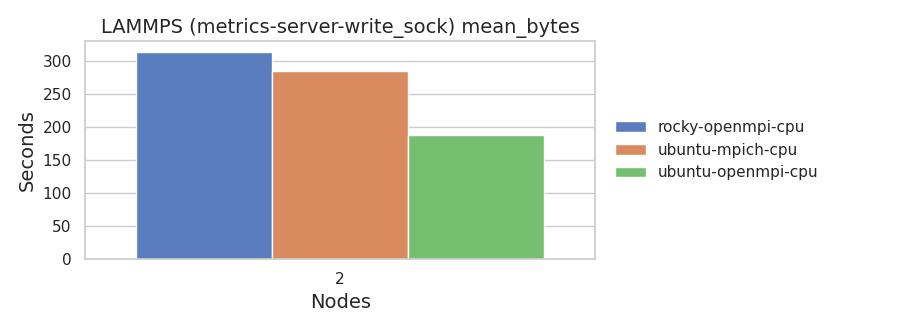 LAMMPS (metrics-server-write_sock) mean_bytes
Seconds
300
250
200
150
100
50
0
2
Nodes
rocky-openmpi-cpu
ubuntu-mpich-cpu
ubuntu-openmpi-cpu